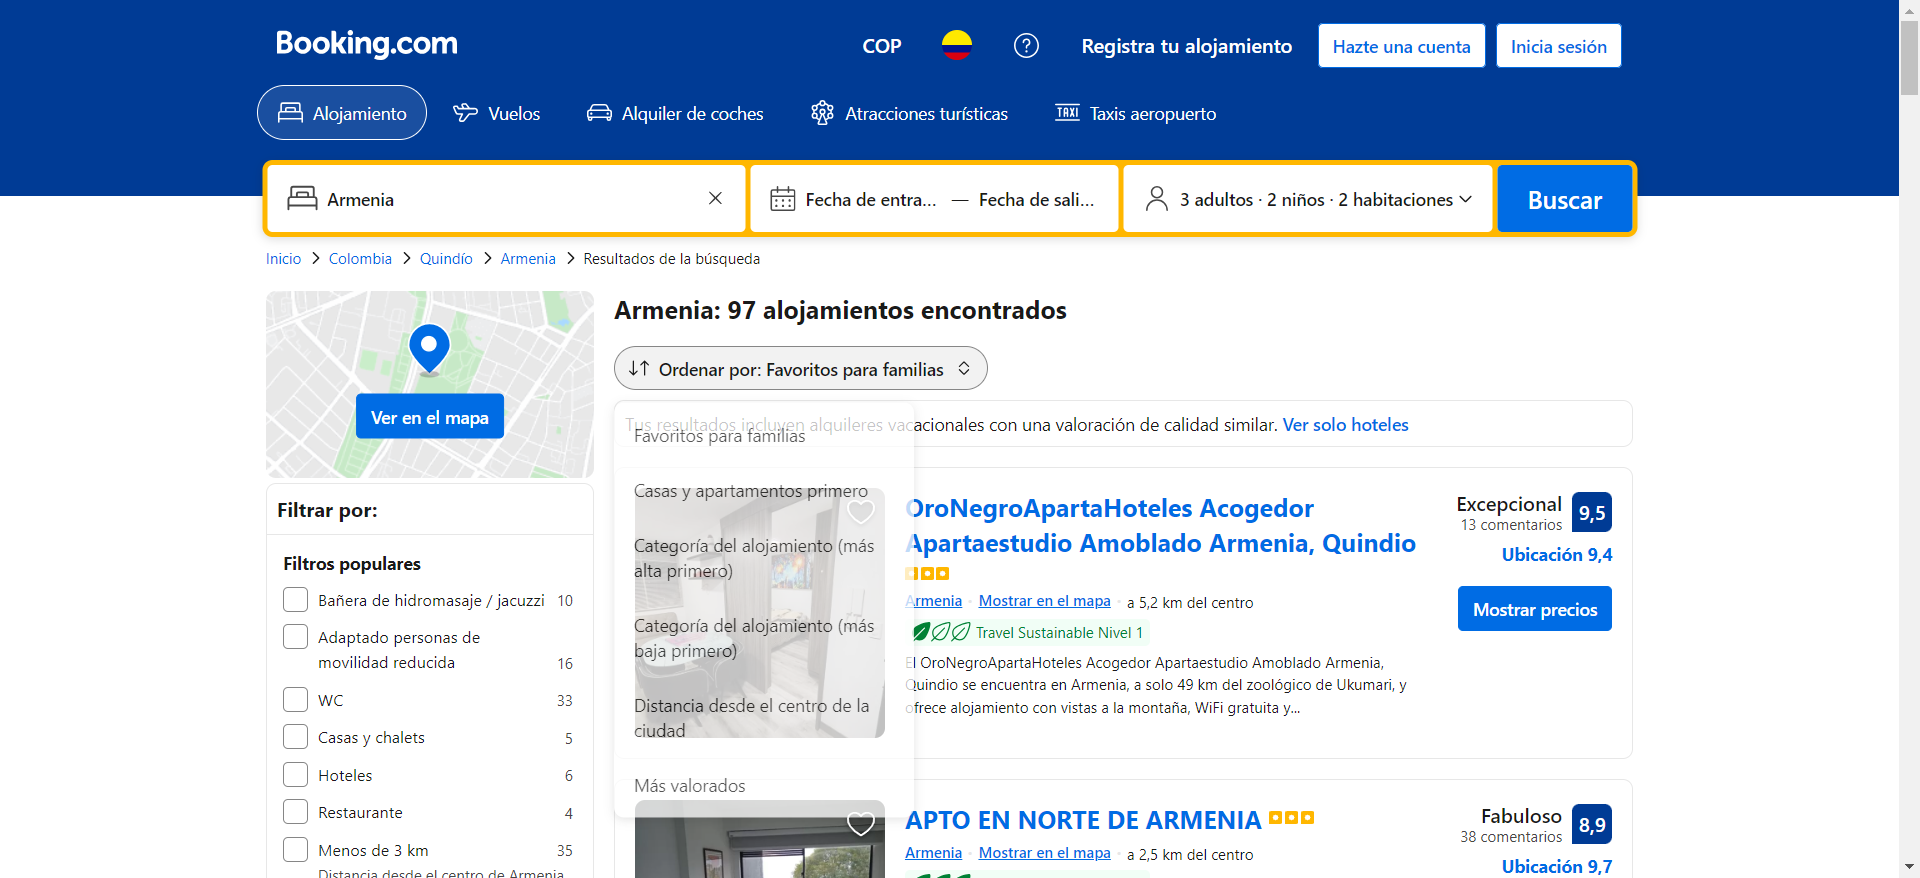 Booking.com
COP
Registra tu alojamiento
Hazte una cuenta
Inicia sesión
Alojamiento
Vuelos
Alquiler de coches
Atracciones turísticas
TAXI
Taxis aeropuerto
Armenia
Fecha de entra... — Fecha de sali...
3 adultos · 2 niños · 2 habitaciones
Buscar
Inicio > Colombia > Quindío > Armenia > Resultados de la búsqueda
Ver en el mapa
Filtrar por:
Filtros populares
Bañera de hidromasaje / jacuzzi 10
Adaptado personas de
movilidad reducida 16
WC 33
Casas y chalets 5
Hoteles 6
Restaurante 4
Menos de 3 km 35
Distancia desde el centro de Armenia
Armenia: 97 alojamientos encontrados
Ordenar por: Favoritos para familias
Tus resultados incluyen alquileres vacacionales con una valoración de calidad similar. Ver solo hoteles
Favoritos para familias
Casas y apartamentos primero
Categoría del alojamiento (más
alta primero)
Categoría del alojamiento (más
baja primero)
Distancia desde el centro de la
ciudad
Más valorados
OroNegroApartaHoteles Acogedor
Apartaestudio Amoblado Armenia, Quindio
Armenia · Mostrar en el mapa · a 5,2 km del centro
Travel Sustainable Nivel 1
El OroNegroApartaHoteles Acogedor Apartaestudio Amoblado Armenia,
Quindio se encuentra en Armenia, a solo 49 km del zoológico de Ukumari, y
ofrece alojamiento con vistas a la montaña, WiFi gratuita y...
Excepcional
13 comentarios
9,5
Ubicación 9,4
Mostrar precios
APTO EN NORTE DE ARMENIA
Armenia · Mostrar en el mapa · a 2,5 km del centro
Fabuloso
38 comentarios
8,9
Ubicación 9,7